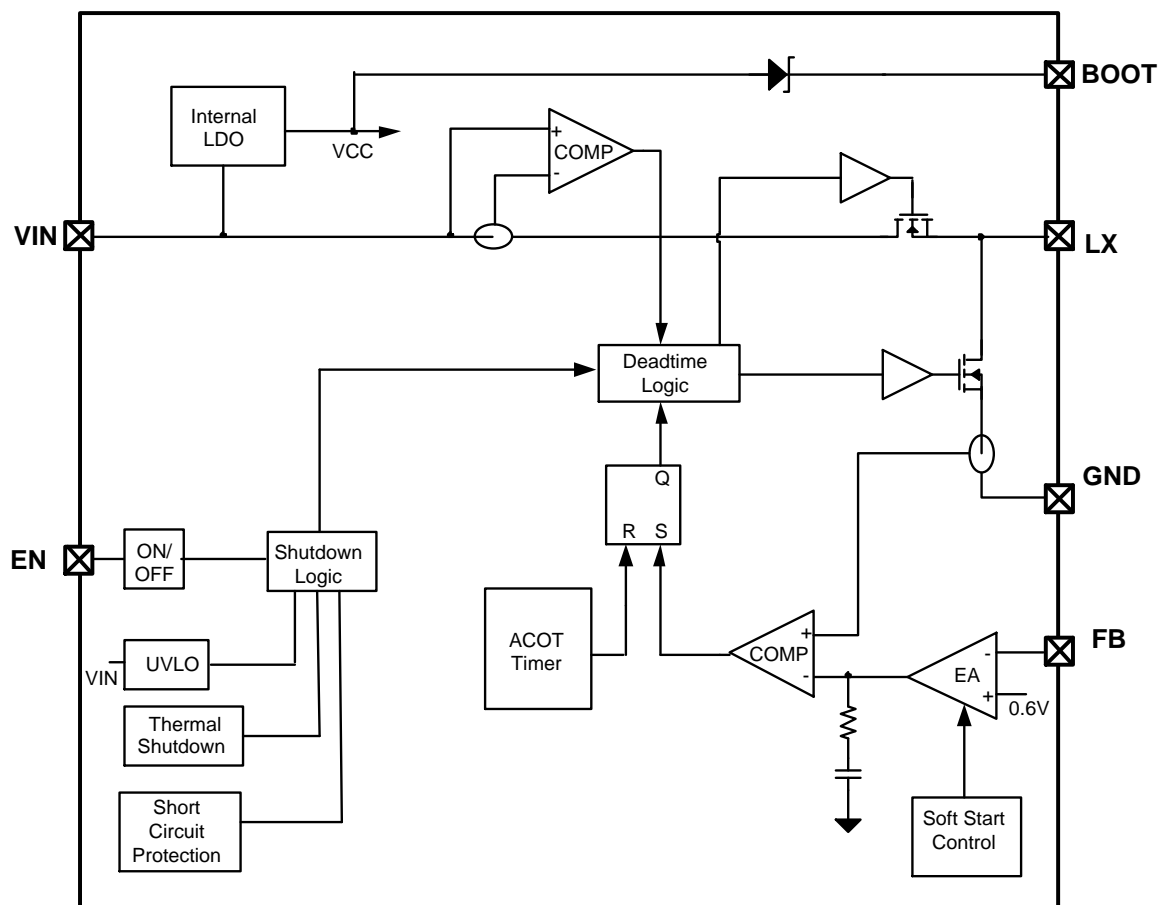 BOOT
Internal
LDO
VCC
+
COMP
-
VIN
LX
Deadtime
Logic
GND
Q
R S
EN
ON/
OFF
Shutdown
Logic
ACOT
Timer
+
COMP
-
FB
-
EA
+
0.6V
UVLO
VIN
Thermal
Shutdown
Short
Circuit
Protection
Soft Start
Control